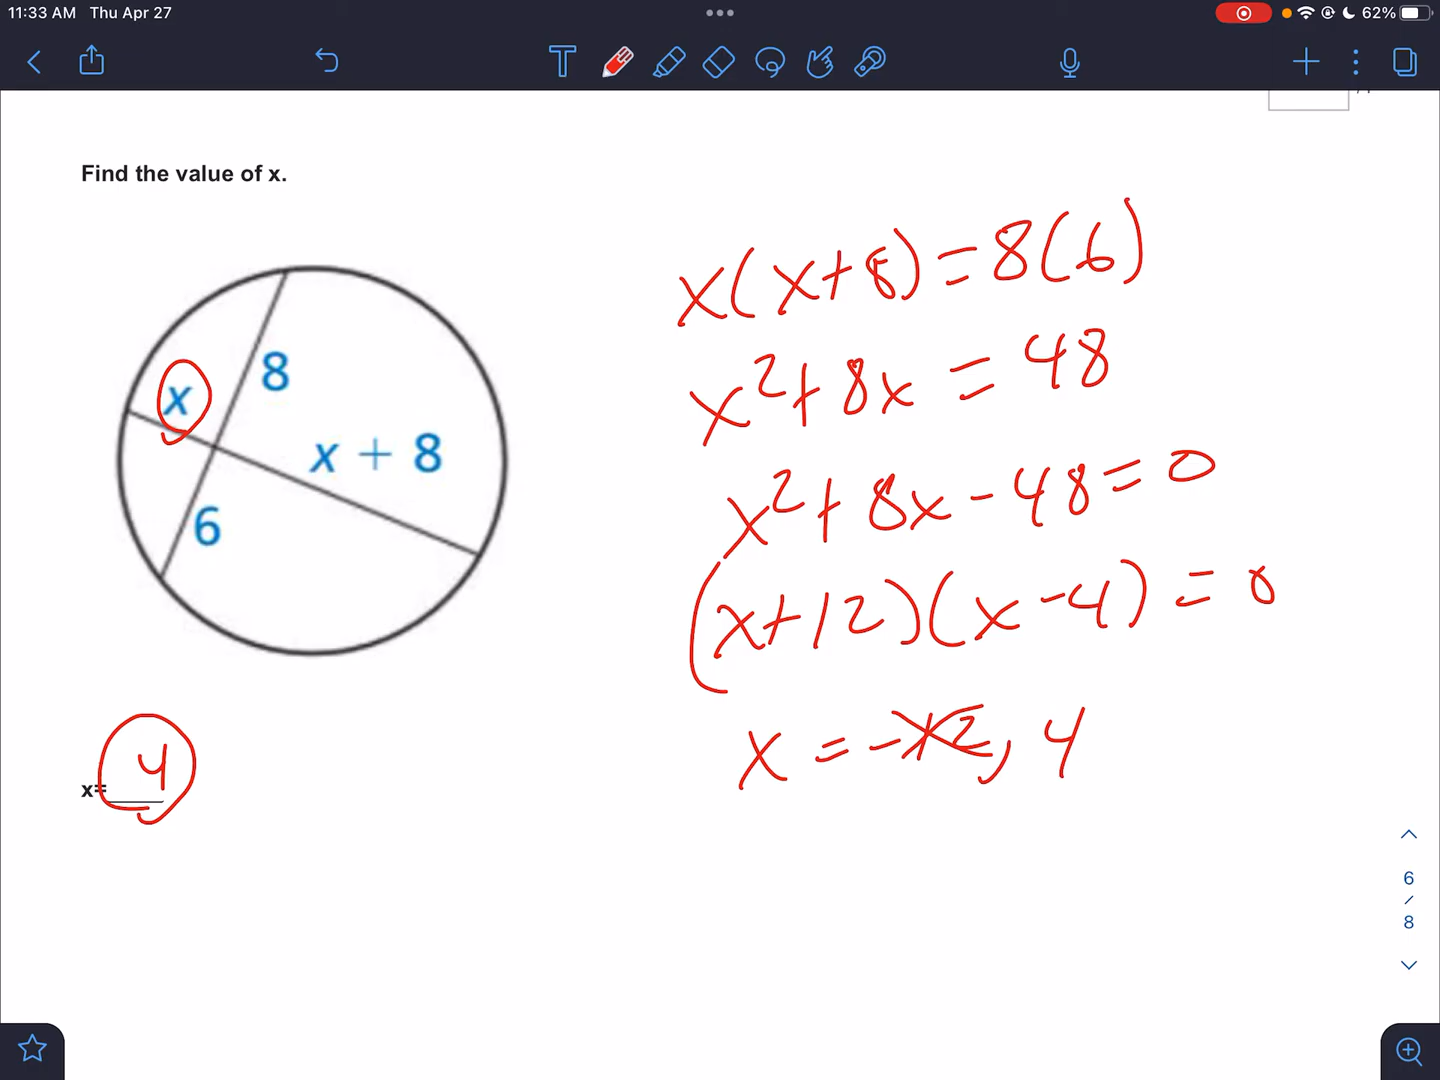 11:33 AM Thu Apr 27
62%
T
Find the value of x.
x
8
x + 8
6
x(x+8)=8(6)
x²+8x=48
x²+8x-48=0
(x+12)(x-4)=0
x=-12,4
x= 4
6
/
8